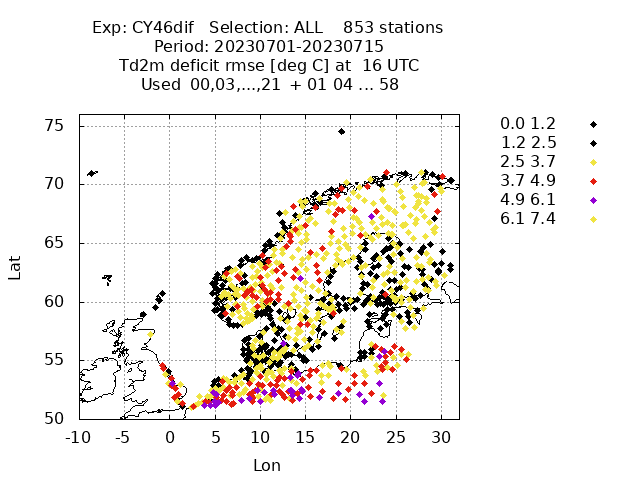 Exp: CY46dif   Selection: ALL    853 stations
Period: 20230701-20230715
Td2m deficit rmse [deg C] at  16 UTC
Used  00,03,...,21  + 01 04 ... 58
75
70
65
60
55
50
Lat
-10 -5 0 5 10 15 20 25 30
Lon
0.0 1.2
1.2 2.5
2.5 3.7
3.7 4.9
4.9 6.1
6.1 7.4